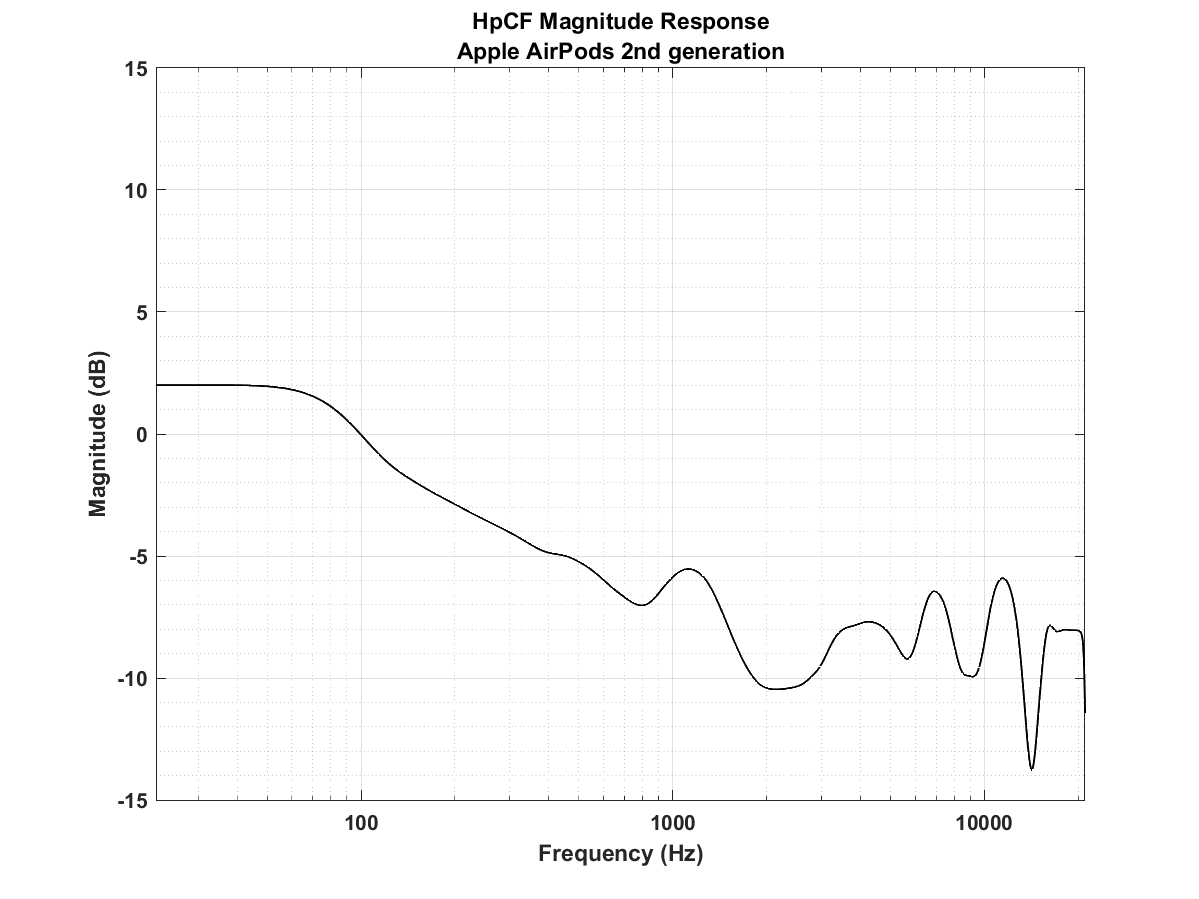 HpCF Magnitude Response
Apple AirPods 2nd generation
15
10
5
0
-5
-10
-15
Magnitude (dB)
100
1000
10000
Frequency (Hz)